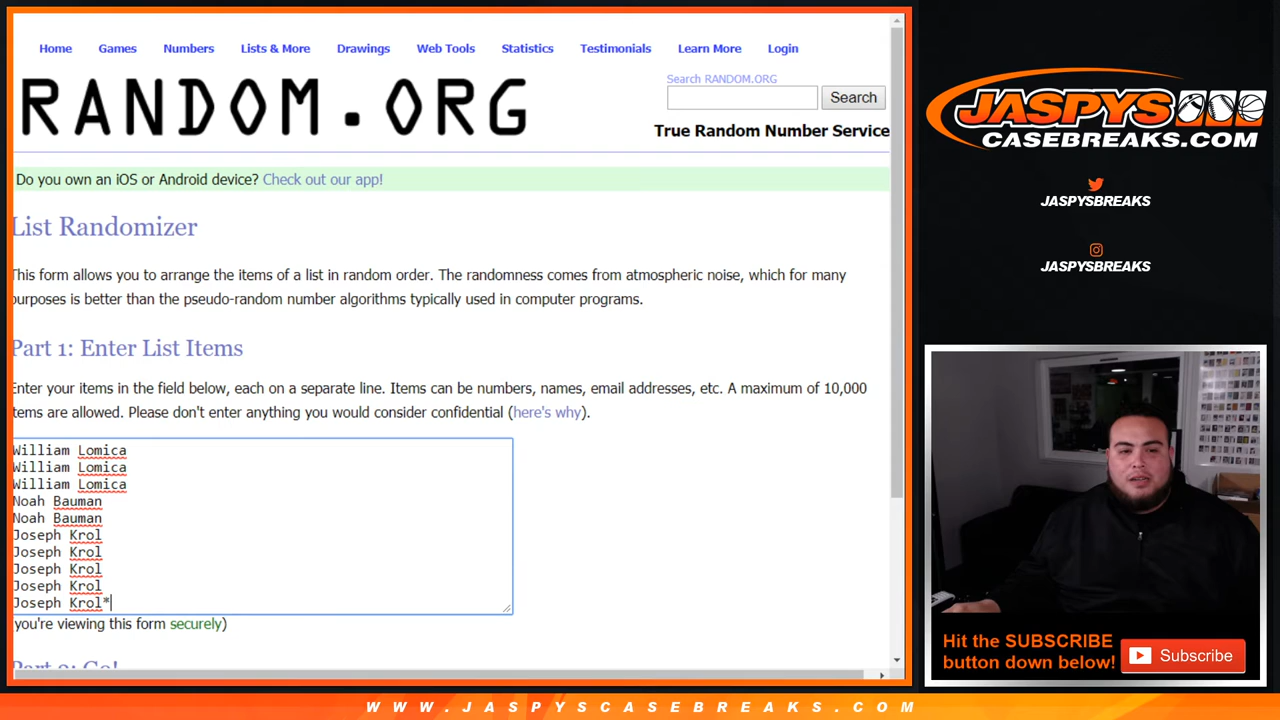 Home Games Numbers Lists & More Drawings Web Tools Statistics Testimonials Learn More Login
RANDOM.ORG
Search RANDOM.ORG
Search
True Random Number Service
Do you own an iOS or Android device? Check out our app!
List Randomizer
This form allows you to arrange the items of a list in random order. The randomness comes from atmospheric noise, which for many
purposes is better than the pseudo-random number algorithms typically used in computer programs.
Part 1: Enter List Items
Enter your items in the field below, each on a separate line. Items can be numbers, names, email addresses, etc. A maximum of 10,000
items are allowed. Please don't enter anything you would consider confidential (here's why).
William Lomica
William Lomica
William Lomica
Noah Bauman
Noah Bauman
Joseph Krol
Joseph Krol
Joseph Krol
Joseph Krol
Joseph Krol*
you're viewing this form securely)
Part 2: Go!
JASPYS
CASEBREAKS.COM
JASPYSBREAKS
JASPYSBREAKS
Hit the SUBSCRIBE
button down below!
Subscribe
WWW.JASPYSCASEBREAKS.COM